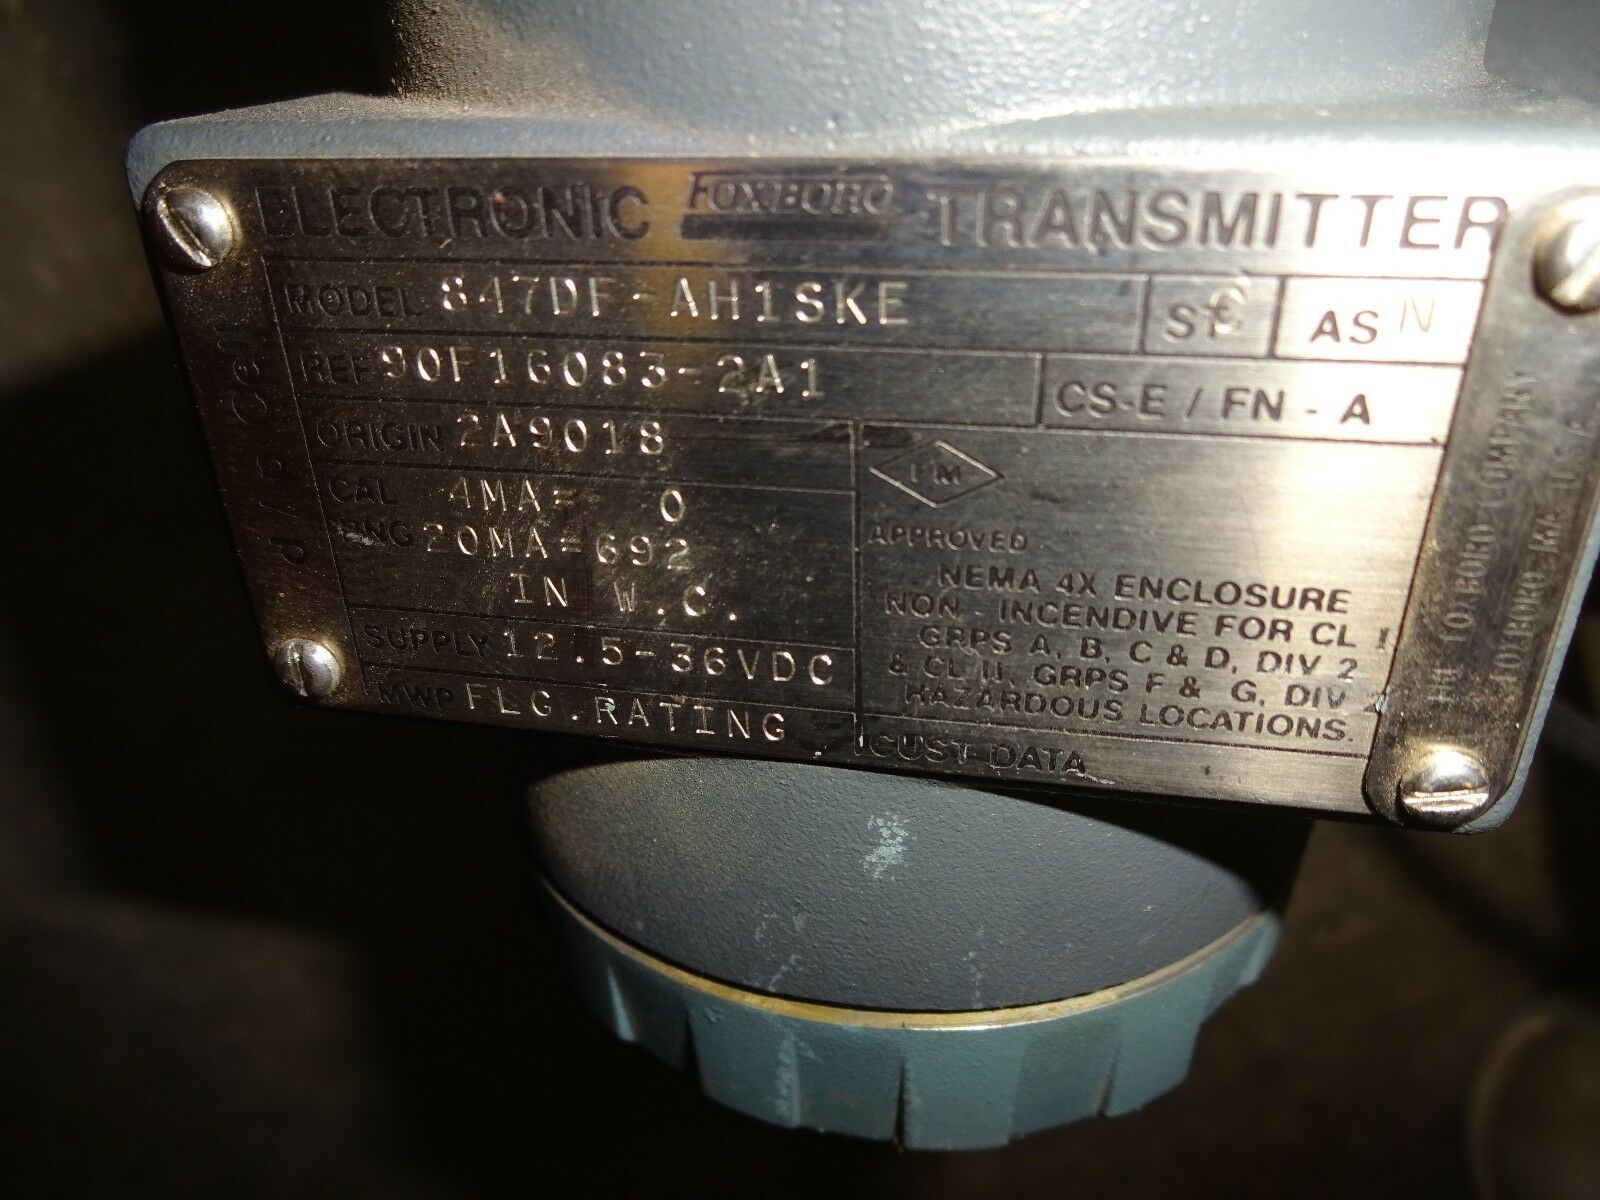 ELECTRONIC FOXBORO TRANSMITTER
MODEL 847DF-AH1SKE
ST
AS N
REF 90F16083-2A1
CS-E / FN - A
ORIGIN 2A9018
CAL 4MA= 0
RNG 20MA=692
IN W.C.
SUPPLY 12.5-36VDC
MWP FLG.RATING
FM
APPROVED
NEMA 4X ENCLOSURE
NON - INCENDIVE FOR CL I
GRPS A, B, C & D, DIV 2
& CL II, GRPS F & G, DIV 2
HAZARDOUS LOCATIONS.
CUST DATA
d/p Cell
THE FOXBORO COMPANY
FOXBORO, MA U.S.A.